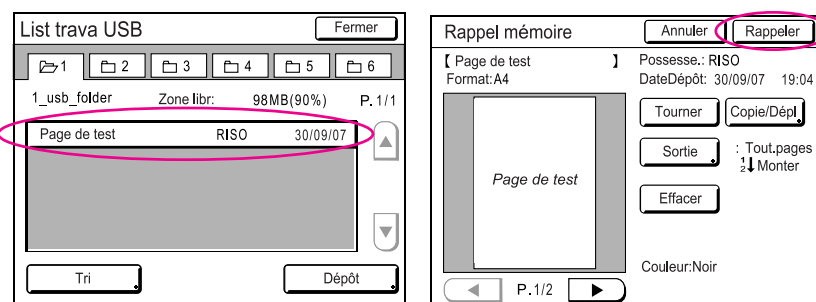 List trava USB
Fermer
1
2
3
4
5
6
1_usb_folder Zone libr: 98MB(90%) P.1/1
Page de test RISO 30/09/07
Tri
Dépôt
Rappel mémoire
Annuler
Rappeler
【 Page de test 】
Format:A4
Possesse.: RISO
DateDépôt: 30/09/07 19:04
Page de test
Tourner
Copie/Dépl.
Sortie
: Tout.pages
1 2 Monter
Effacer
Couleur:Noir
P.1/2